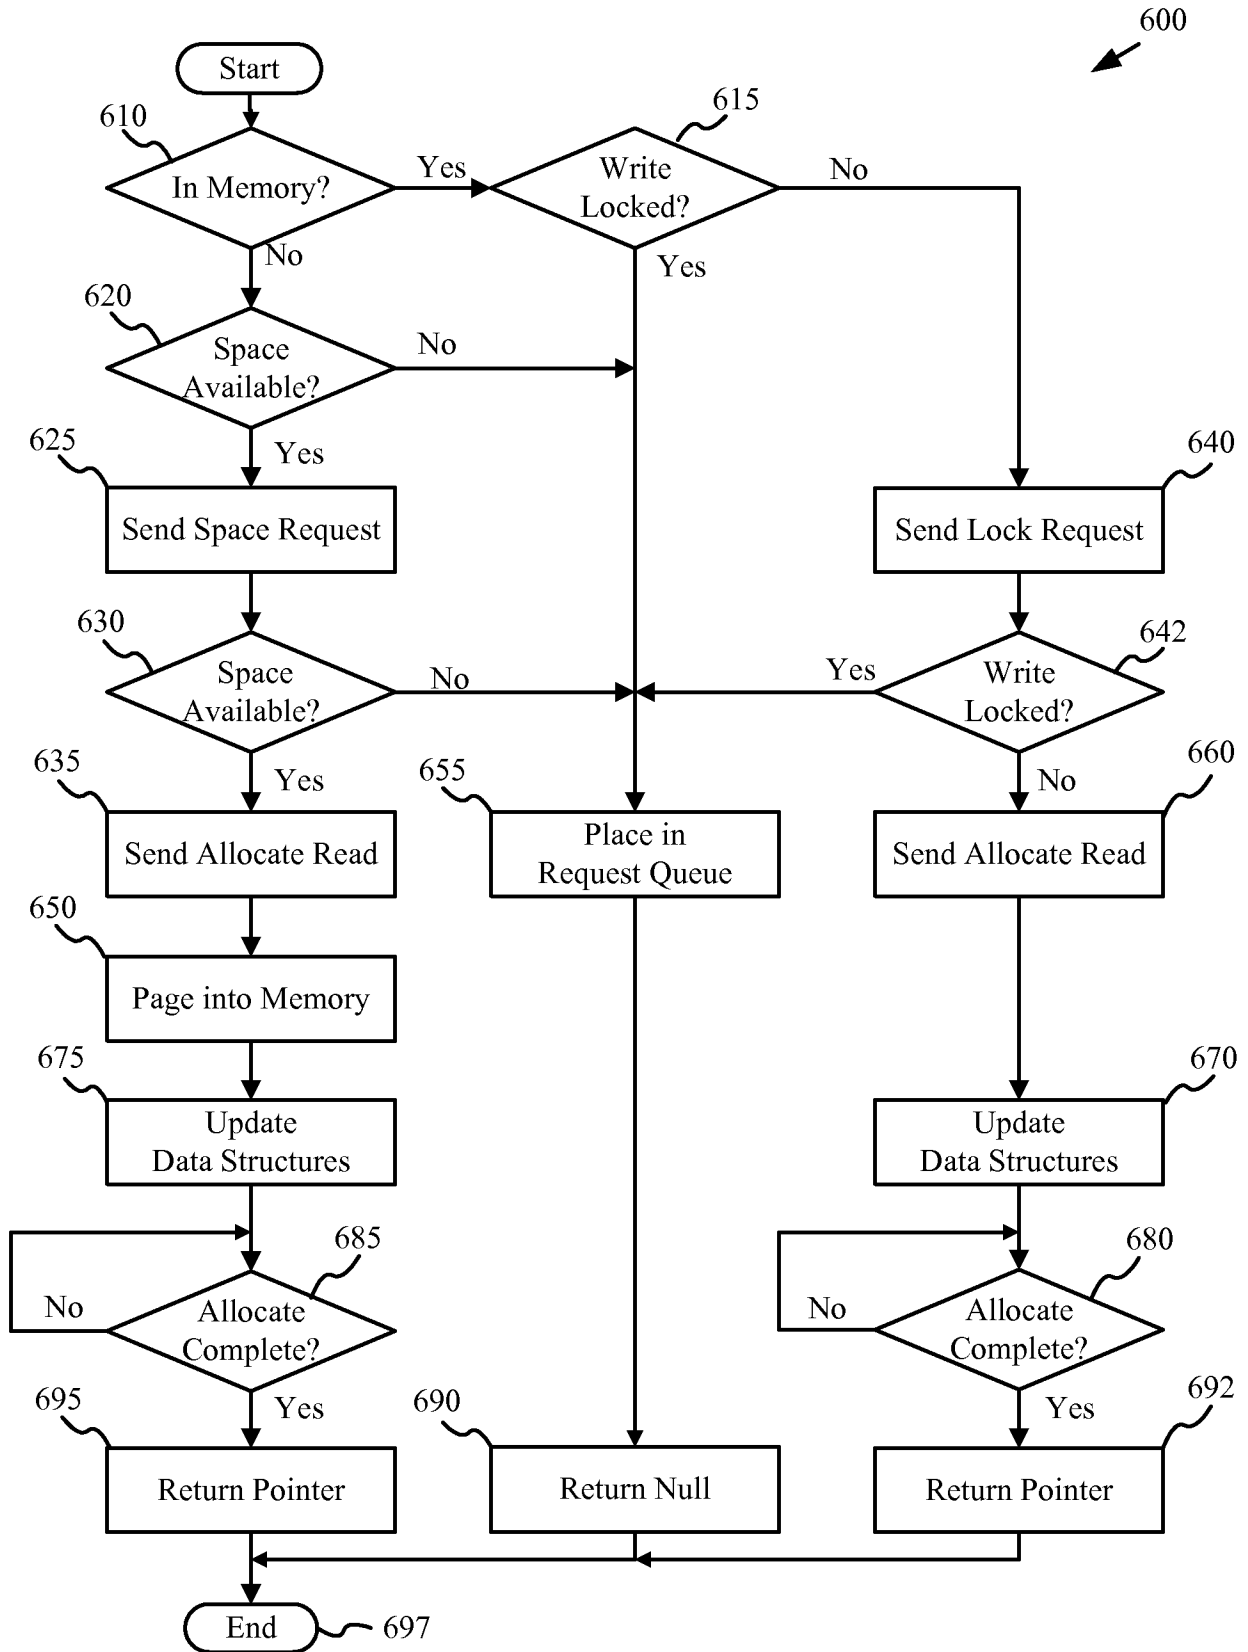 600
Start
610
615
In Memory?
Yes
Write
Locked?
No
No
Yes
620
Space
Available?
No
Yes
625
640
Send Space Request
Send Lock Request
630
642
Space
Available?
No
Yes
Write
Locked?
635
Yes
655
No
660
Send Allocate Read
Place in
Request Queue
Send Allocate Read
650
Page into Memory
675
670
Update
Data Structures
Update
Data Structures
685
680
No
Allocate
Complete?
No
Allocate
Complete?
695
Yes
690
Yes
692
Return Pointer
Return Null
Return Pointer
End
697